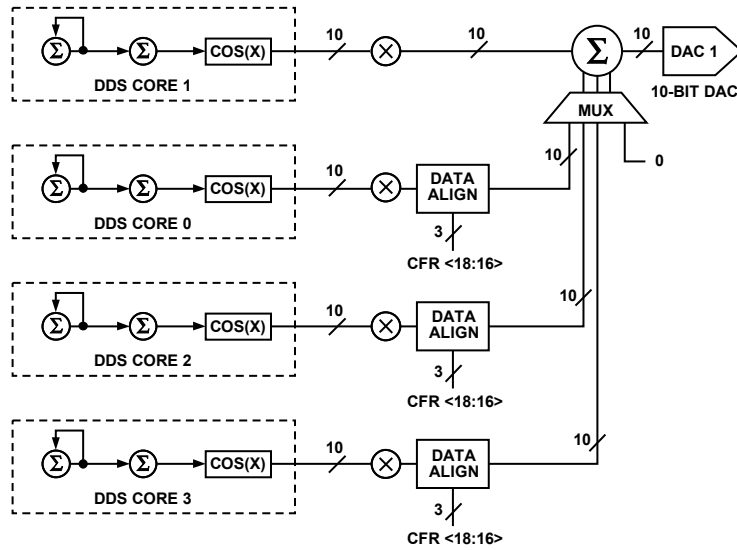 Σ Σ COS(X) 10 × 10 Σ 10 DAC 1
DDS CORE 1
10-BIT DAC
MUX
10
0
Σ Σ COS(X) 10 × DATA ALIGN
DDS CORE 0
3
CFR <18:16>
10
Σ Σ COS(X) 10 × DATA ALIGN
DDS CORE 2
3
CFR <18:16>
10
Σ Σ COS(X) 10 × DATA ALIGN
DDS CORE 3
3
CFR <18:16>